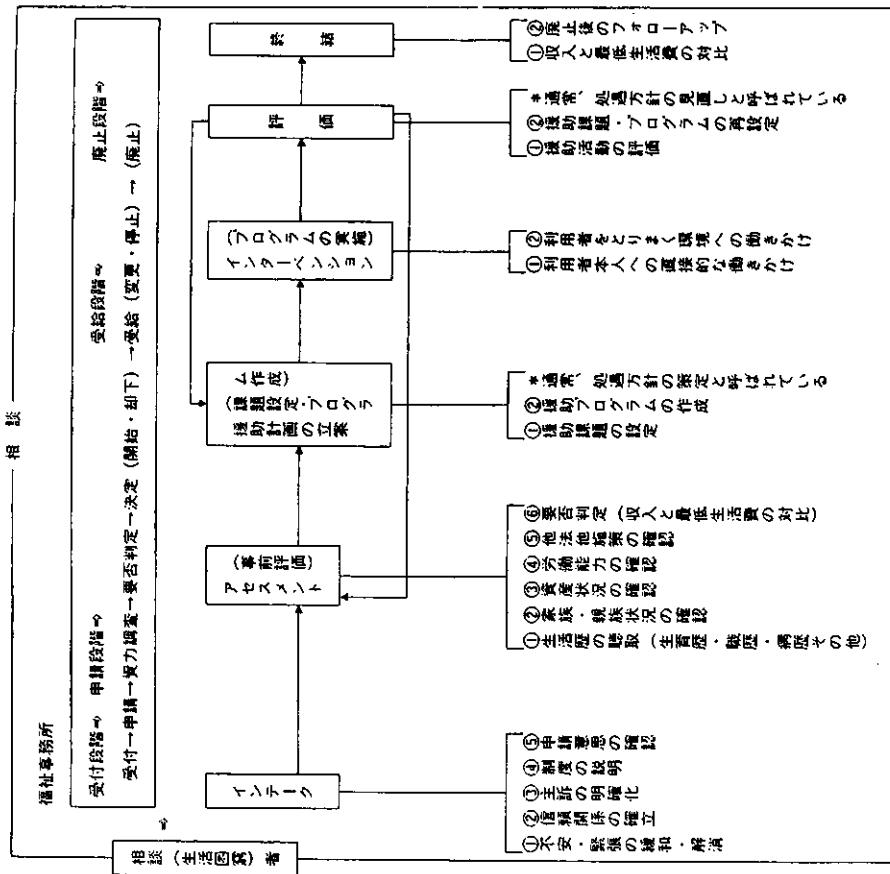 相談
福祉事務所
受付段階⇒ 申請段階⇒ 受給段階⇒ 廃止段階⇒
受付→申請→資力調査→要否判定→決定(開始・却下)→受給(変更・停止)→(廃止)
相談(生活困窮)者
⇒
インテーク
アセスメント
(事前評価)
援助計画の立案
(課題設定・プログラ
ム作成)
インターベンション
(プログラムの実施)
評価
終結
①不安・緊張の緩和・解消
②信頼関係の確立
③主訴の明確化
④制度の説明
⑤申請意思の確認
①生活歴の聴取(生育歴・職歴・病歴その他)
②家族・親族状況の確認
③資産状況の確認
④労働能力の確認
⑤他法他施策の確認
⑥要否判定(収入と最低生活費の対比)
①援助課題の設定
②援助プログラムの作成
*通常、処遇方針の策定と呼ばれている
①利用者本人への直接的な働きかけ
②利用者をとりまく環境への働きかけ
①援助活動の評価
②援助課題・プログラムの再設定
*通常、処遇方針の見直しと呼ばれている
①収入と最低生活費の対比
②廃止後のフォローアップ